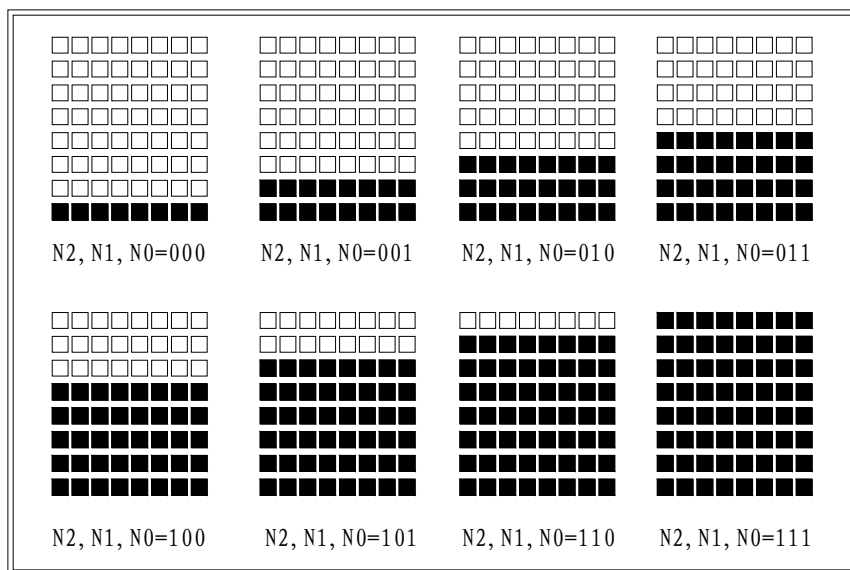 N2, N1, N0=000
N2, N1, N0=001
N2, N1, N0=010
N2, N1, N0=011
N2, N1, N0=100
N2, N1, N0=101
N2, N1, N0=110
N2, N1, N0=111